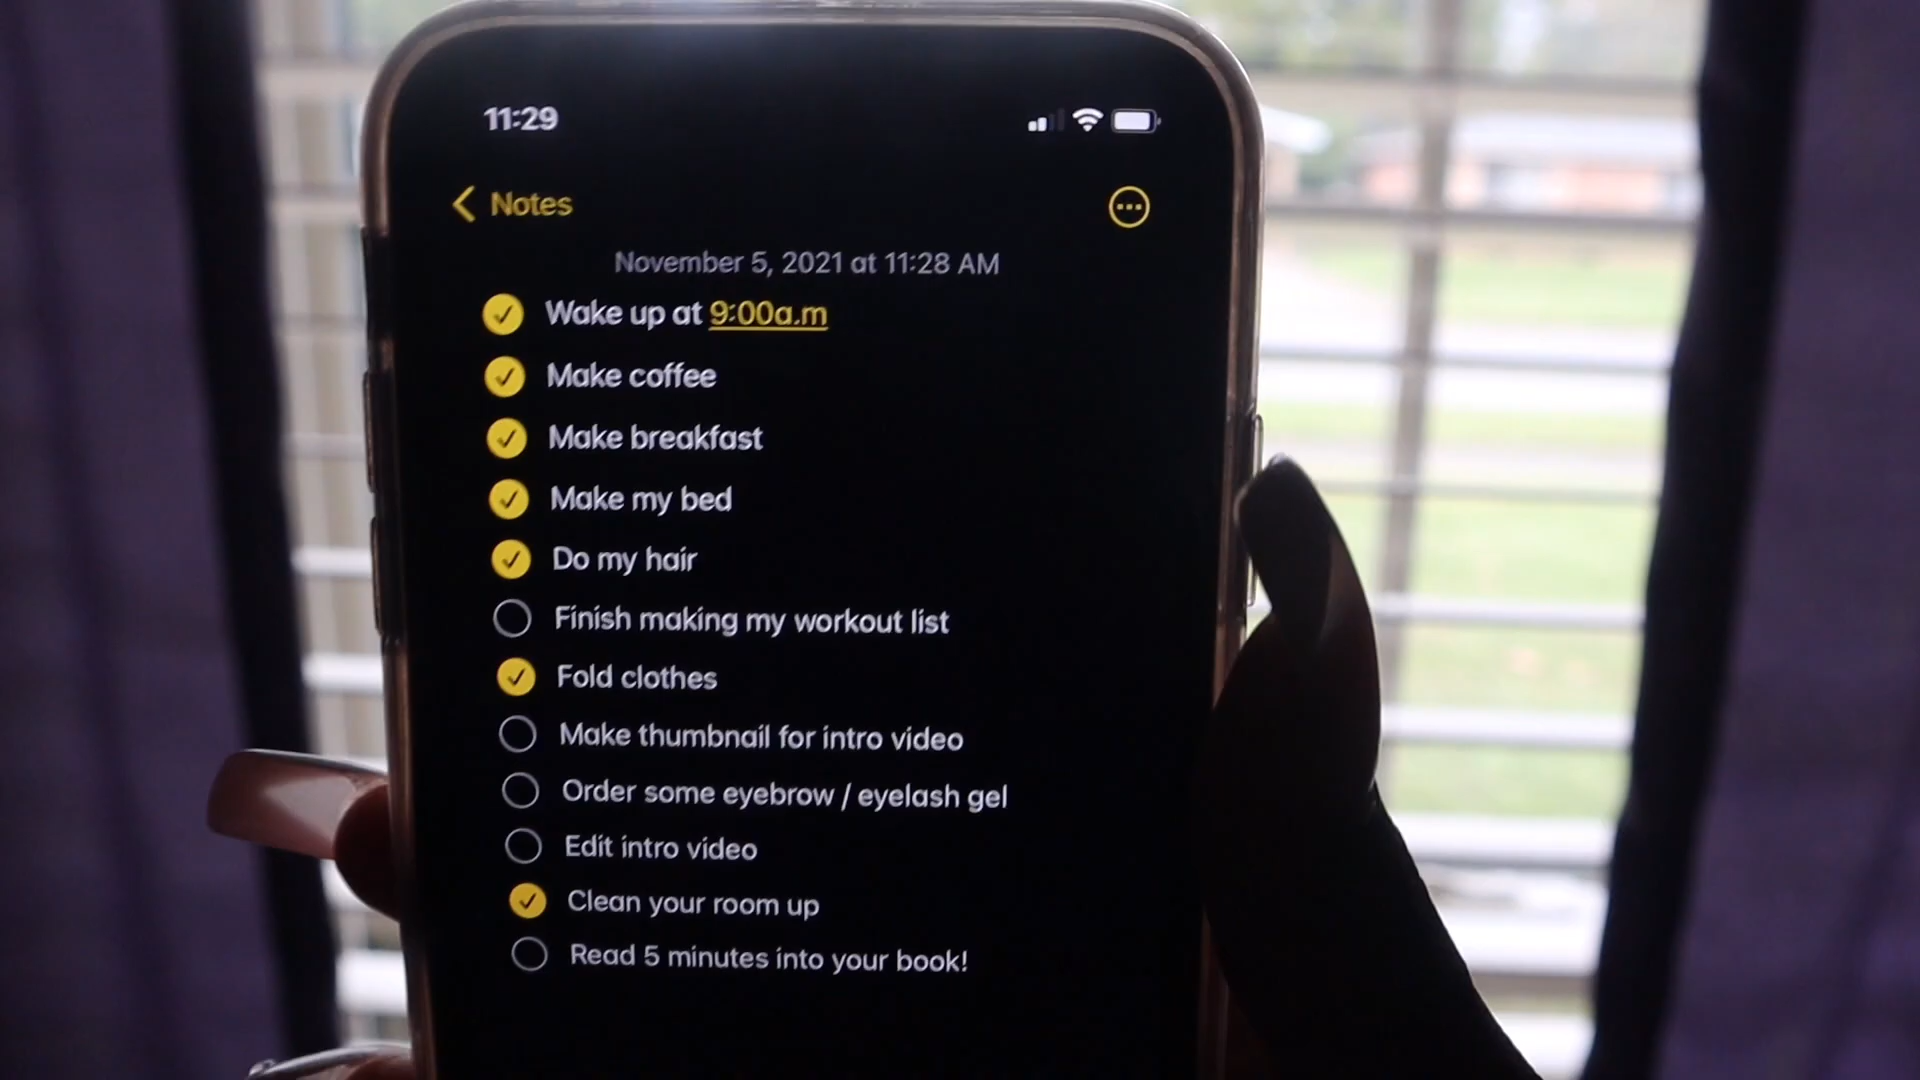 11:29
Notes
November 5, 2021 at 11:28 AM
Wake up at 9:00a.m
Make coffee
Make breakfast
Make my bed
Do my hair
Finish making my workout list
Fold clothes
Make thumbnail for intro video
Order some eyebrow / eyelash gel
Edit intro video
Clean your room up
Read 5 minutes into your book!